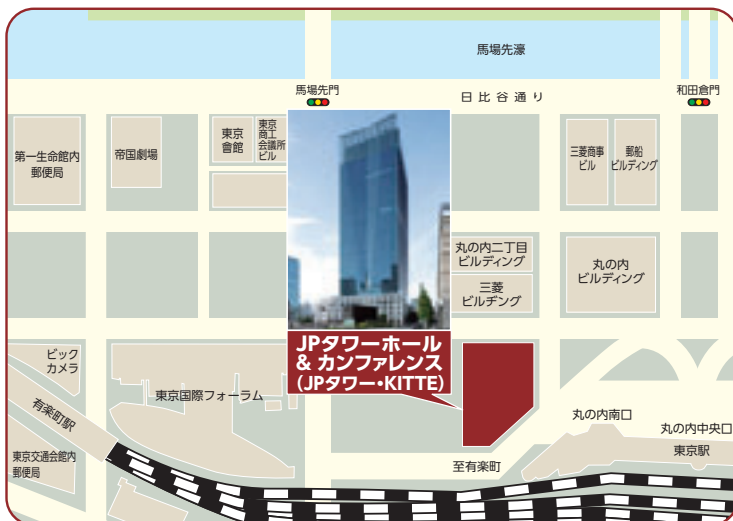 馬場先濠
馬場先門
日比谷通り
和田倉門
第一生命館内
郵便局
帝国劇場
東京
會館
東京
商工
会議所
ビル
三菱商事
ビル
郵船
ビルディング
丸の内二丁目
ビルディング
三菱
ビルヂング
丸の内
ビルディング
JPタワーホール
& カンファレンス
(JPタワー・KITTE)
ビック
カメラ
東京国際フォーラム
有楽町駅
丸の内南口
丸の内中央口
東京駅
東京交通会館内
郵便局
至有楽町